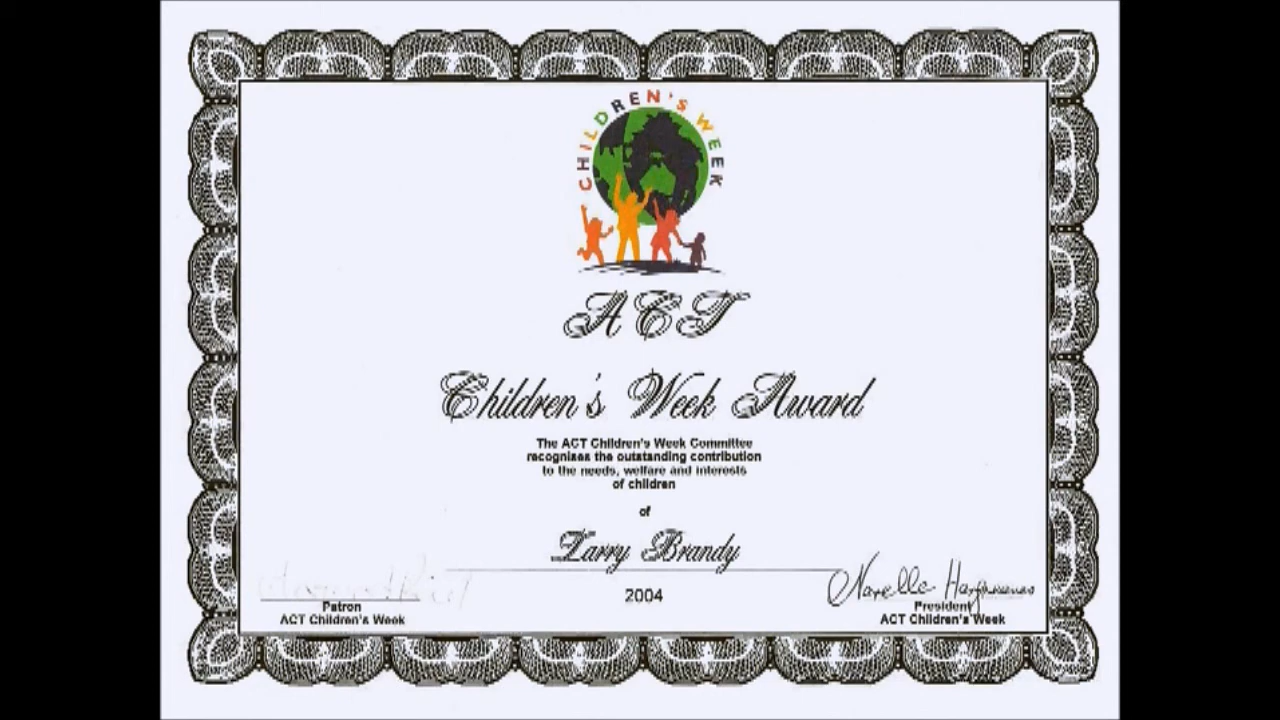 CHILDREN'S WEEK
ACT
Children's Week Award
The ACT Children's Week Committee
recognises the outstanding contribution
to the needs, welfare and interests
of children
of
Larry Brandy
2004
Narelle
Patron
President
ACT Children's Week
ACT Children's Week